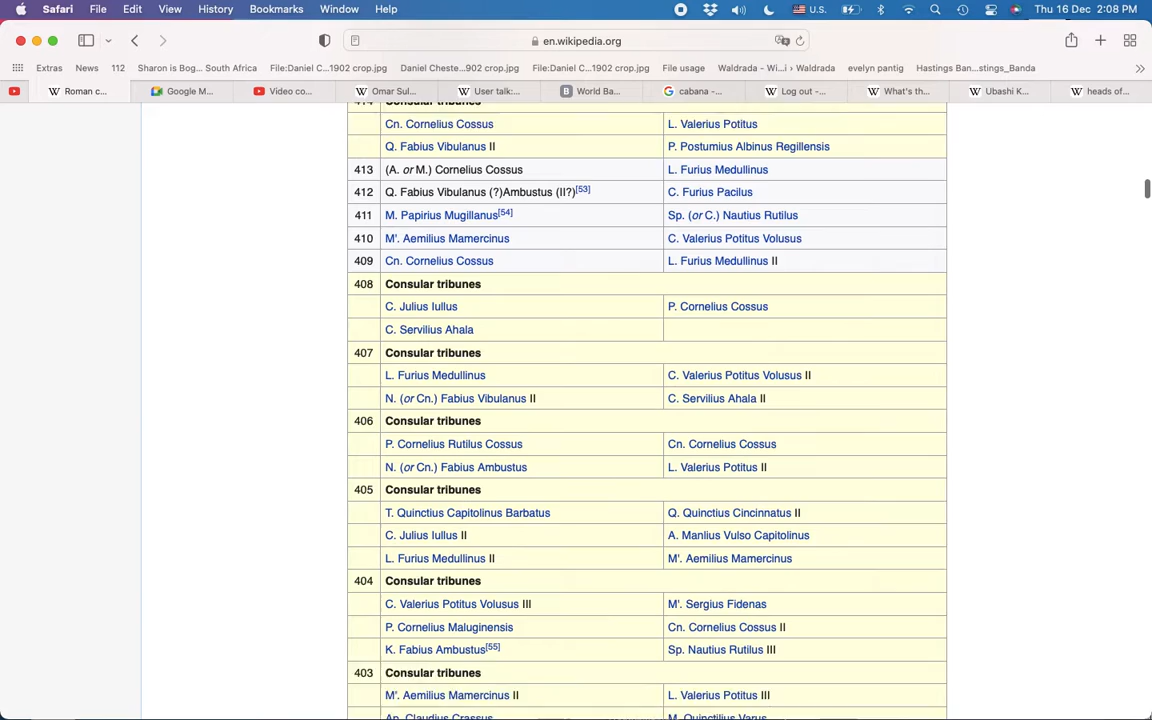 Safari File Edit View History Bookmarks Window Help U.S. Thu 16 Dec 2:08 PM
en.wikipedia.org
Extras News 112 Sharon is Bog... South Africa File:Daniel C...1902 crop.jpg Daniel Cheste...902 crop.jpg File:Daniel C...1902 crop.jpg File usage Waldrada - Wi...i › Waldrada evelyn pantig Hastings Ban...stings_Banda
Roman c... Google M... Video co... Omar Sul... User talk:... World Ba... cabana -... Log out -... What's th... Ubashi K... heads of...
414 Consular tribunes
Cn. Cornelius Cossus L. Valerius Potitus
Q. Fabius Vibulanus II P. Postumius Albinus Regillensis
413 (A. or M.) Cornelius Cossus L. Furius Medullinus
412 Q. Fabius Vibulanus (?)Ambustus (II?)[53] C. Furius Pacilus
411 M. Papirius Mugillanus[54] Sp. (or C.) Nautius Rutilus
410 M'. Aemilius Mamercinus C. Valerius Potitus Volusus
409 Cn. Cornelius Cossus L. Furius Medullinus II
408 Consular tribunes
C. Julius Iullus P. Cornelius Cossus
C. Servilius Ahala
407 Consular tribunes
L. Furius Medullinus C. Valerius Potitus Volusus II
N. (or Cn.) Fabius Vibulanus II C. Servilius Ahala II
406 Consular tribunes
P. Cornelius Rutilus Cossus Cn. Cornelius Cossus
N. (or Cn.) Fabius Ambustus L. Valerius Potitus II
405 Consular tribunes
T. Quinctius Capitolinus Barbatus Q. Quinctius Cincinnatus II
C. Julius Iullus II A. Manlius Vulso Capitolinus
L. Furius Medullinus II M'. Aemilius Mamercinus
404 Consular tribunes
C. Valerius Potitus Volusus III M'. Sergius Fidenas
P. Cornelius Maluginensis Cn. Cornelius Cossus II
K. Fabius Ambustus[55] Sp. Nautius Rutilus III
403 Consular tribunes
M'. Aemilius Mamercinus II L. Valerius Potitus III
Ap. Claudius Crassus M. Quinctilius Varus